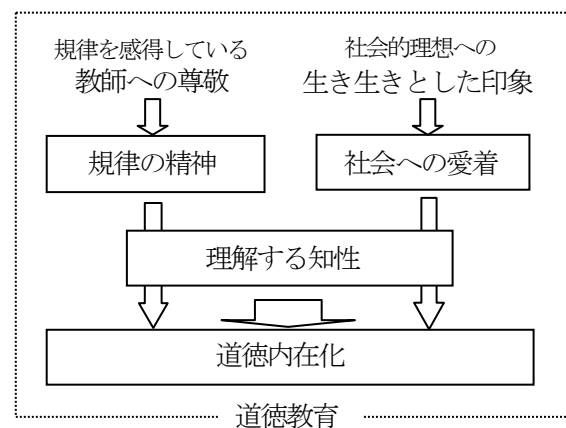 規律を感得している
教師への尊敬
社会的理想への
生き生きとした印象
規律の精神
社会への愛着
理解する知性
道徳内在化
道徳教育